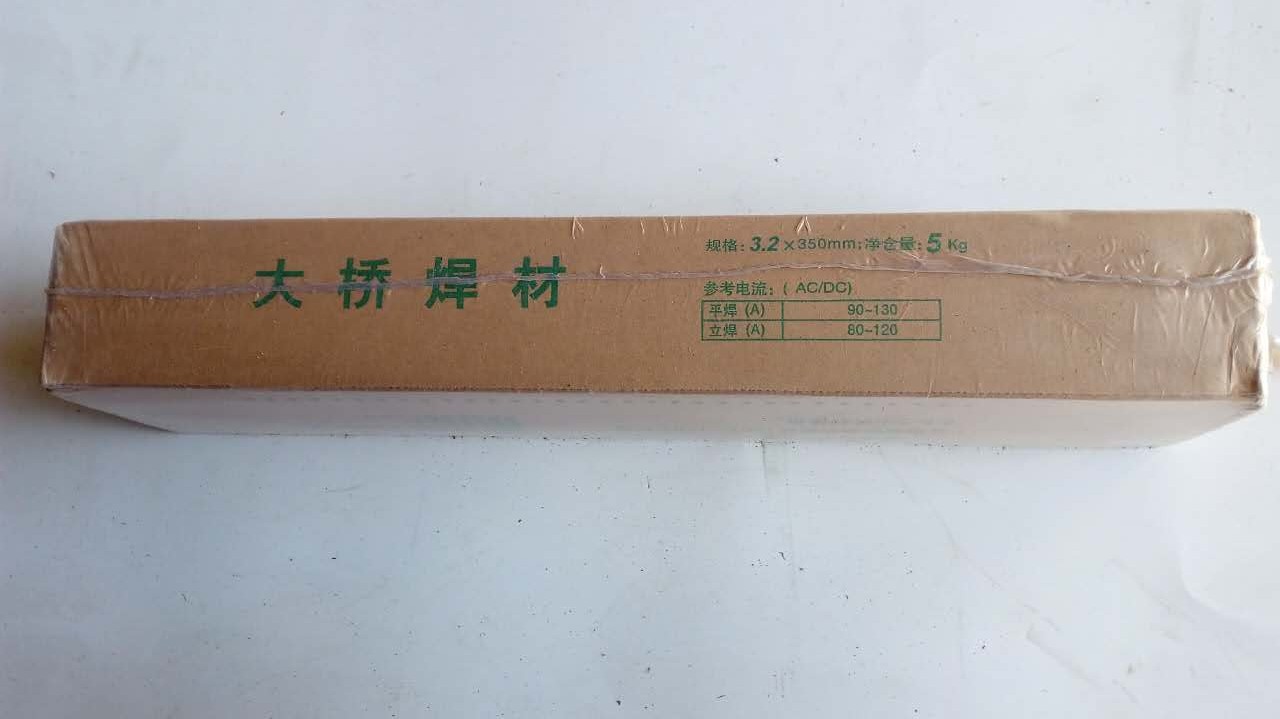 大桥焊材
规格：3.2×350mm；净含量：5Kg
参考电流：( AC/DC)
平焊 (A) 90-130
立焊 (A) 80-120